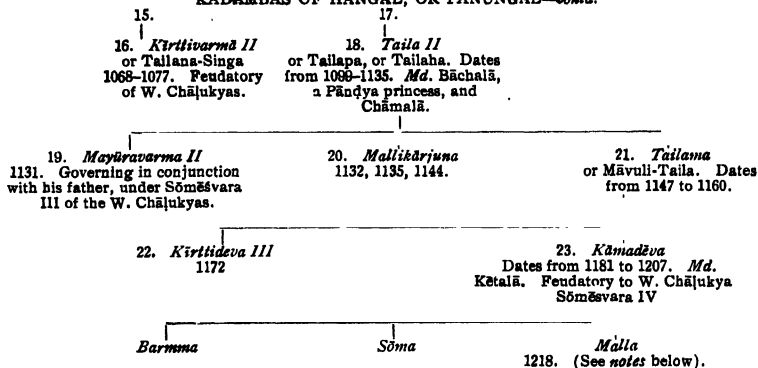 KADAMBAS OF HANGAL, OR PANUNGAL—contd.
15.
17.
16. Kīrttivarmā II
or Tailana-Singa
1068–1077. Feudatory
of W. Chāḷukyas.
18. Taila II
or Tailapa, or Tailaha. Dates
from 1099–1135. Md. Bāchalā,
a Pāṇḍya princess, and
Chāmalā.
19. Mayūravarma II
1131. Governing in conjunction
with his father, under Sōmēśvara
III of the W. Chāḷukyas.
20. Mallikārjuna
1132, 1135, 1144.
21. Tailama
or Māvuli-Taila. Dates
from 1147 to 1160.
22. Kīrttideva III
1172
23. Kāmadēva
Dates from 1181 to 1207. Md.
Kētalā. Feudatory to W. Chāḷukya
Sōmēsvara IV
Barmma
Sōma
Malla
1218. (See notes below).